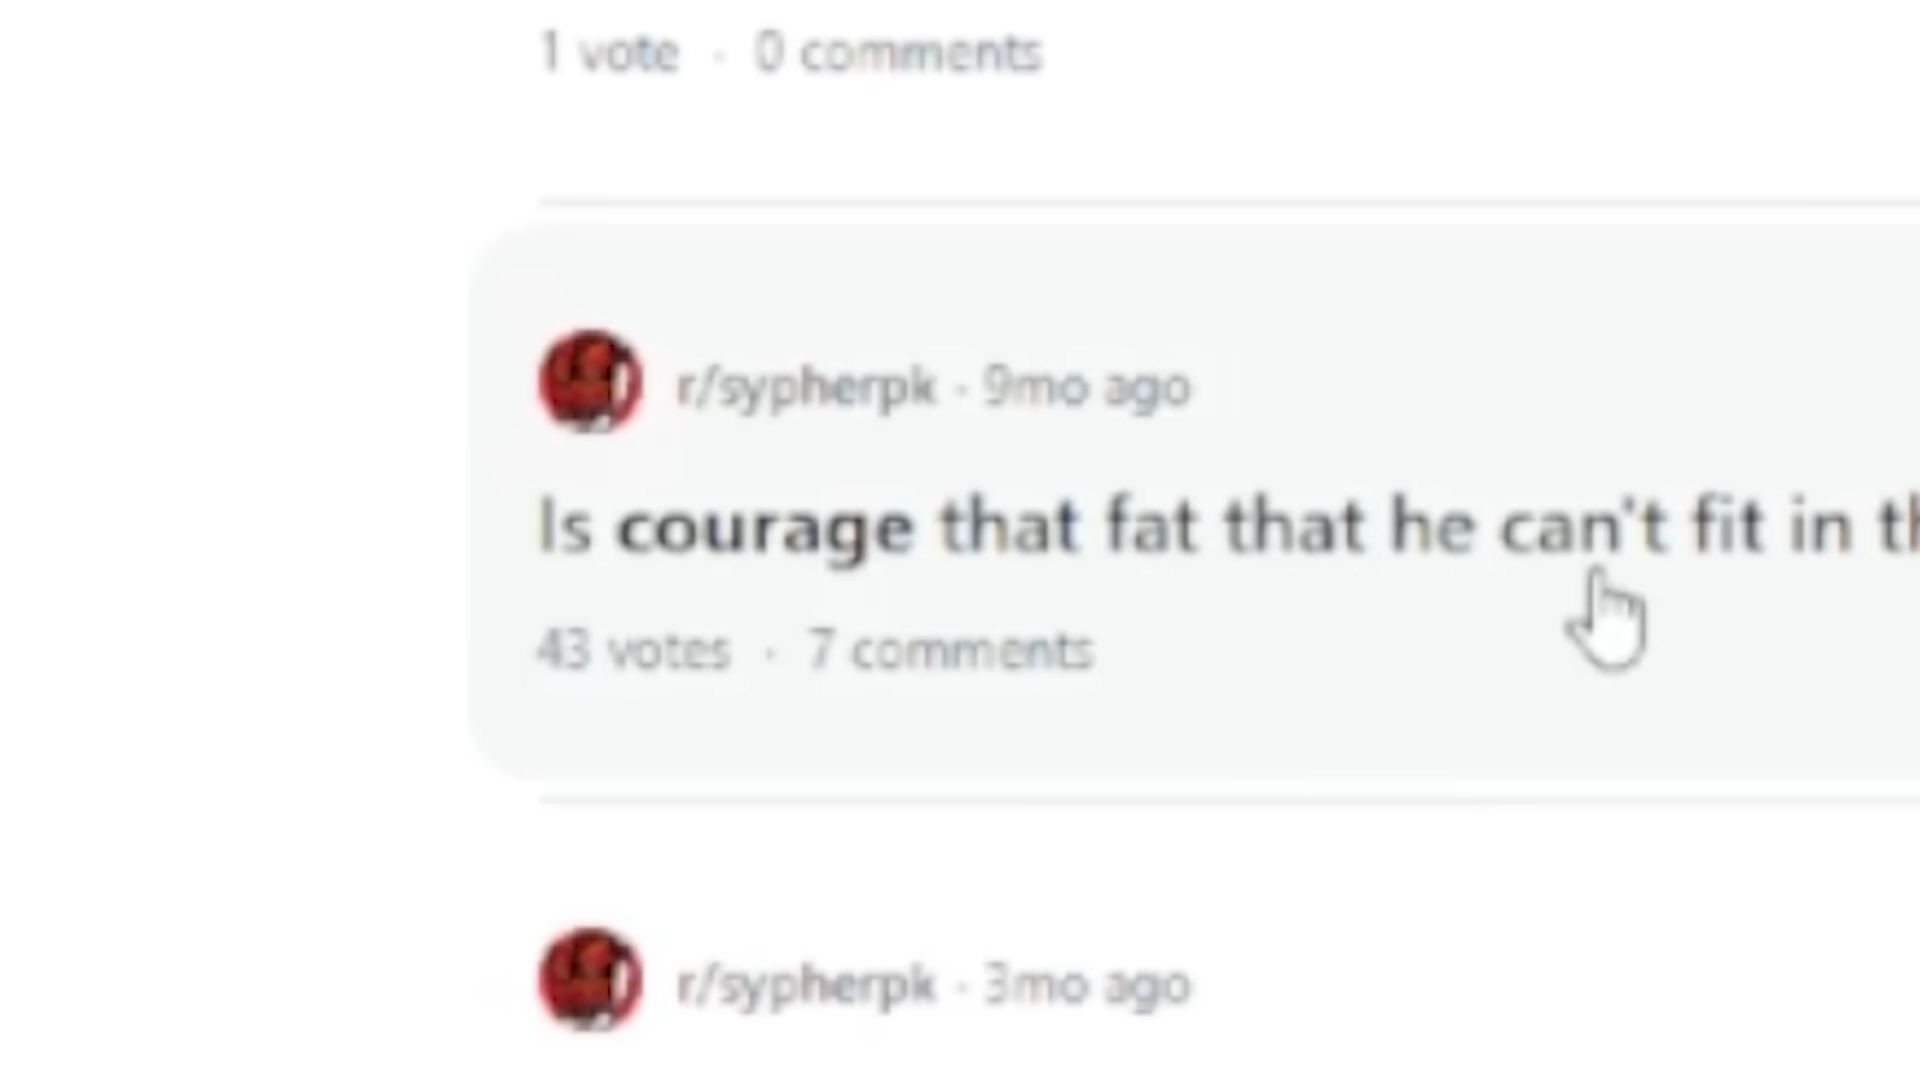 1 vote · 0 comments
r/sypherpk · 9mo ago
Is courage that fat that he can't fit in
43 votes · 7 comments
r/sypherpk · 3mo ago